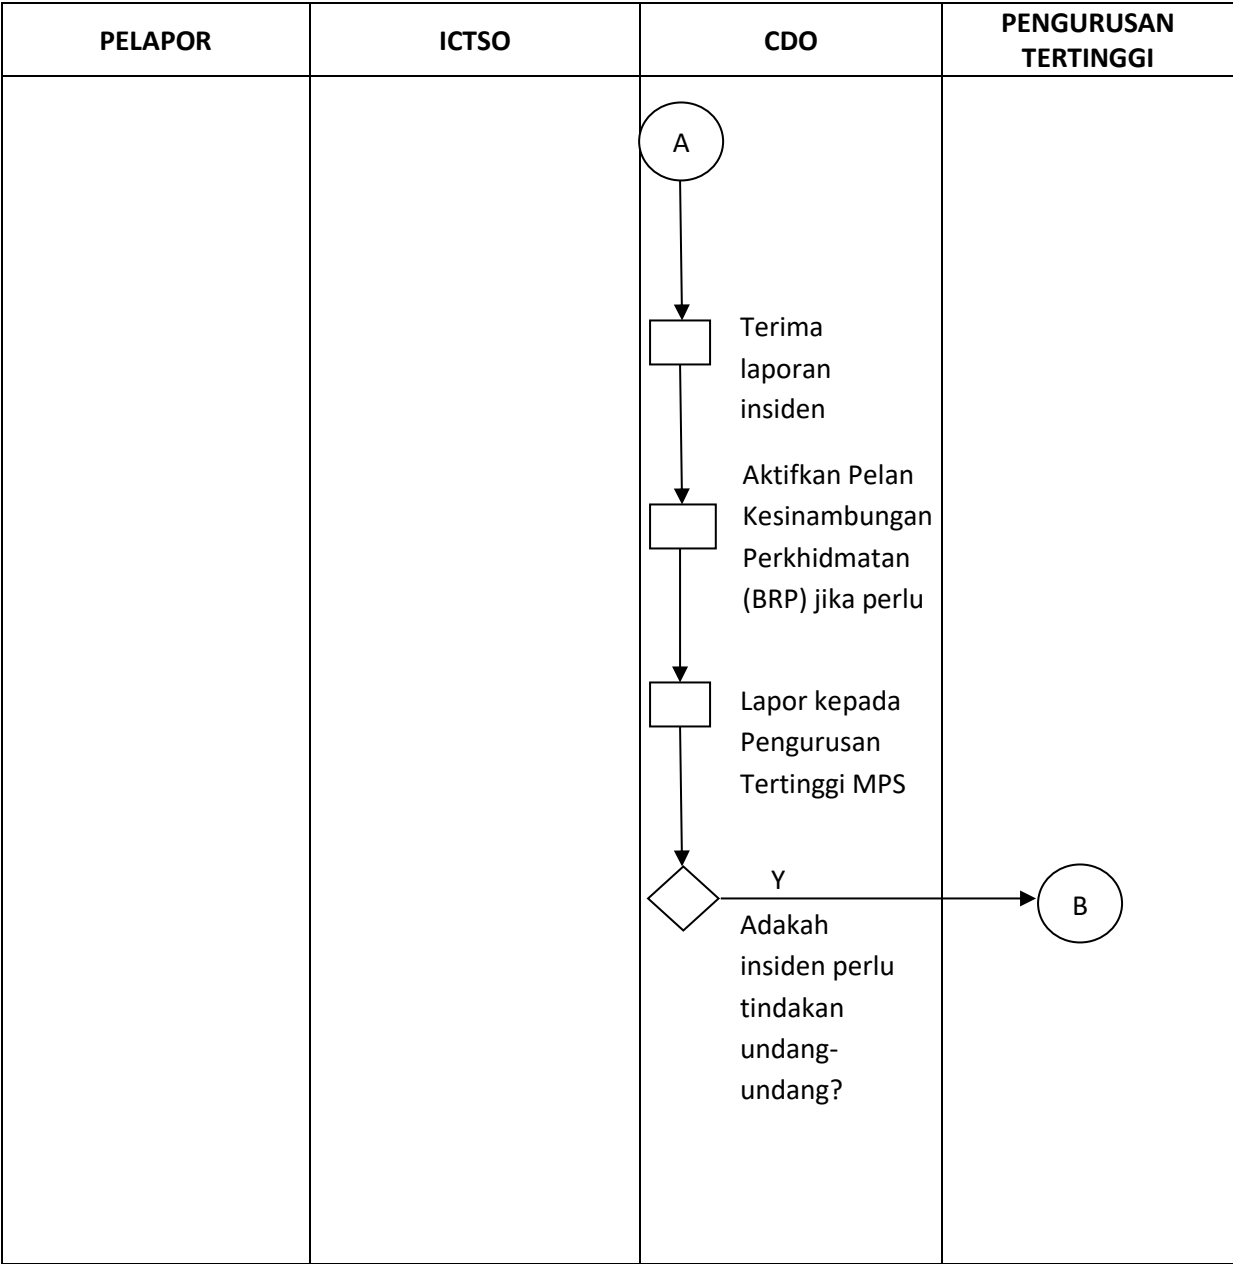 PELAPOR
ICTSO
CDO
PENGURUSAN
TERTINGGI
A
Terima
laporan
insiden
Aktifkan Pelan
Kesinambungan
Perkhidmatan
(BRP) jika perlu
Lapor kepada
Pengurusan
Tertinggi MPS
Y
B
Adakah
insiden perlu
tindakan
undang-
undang?